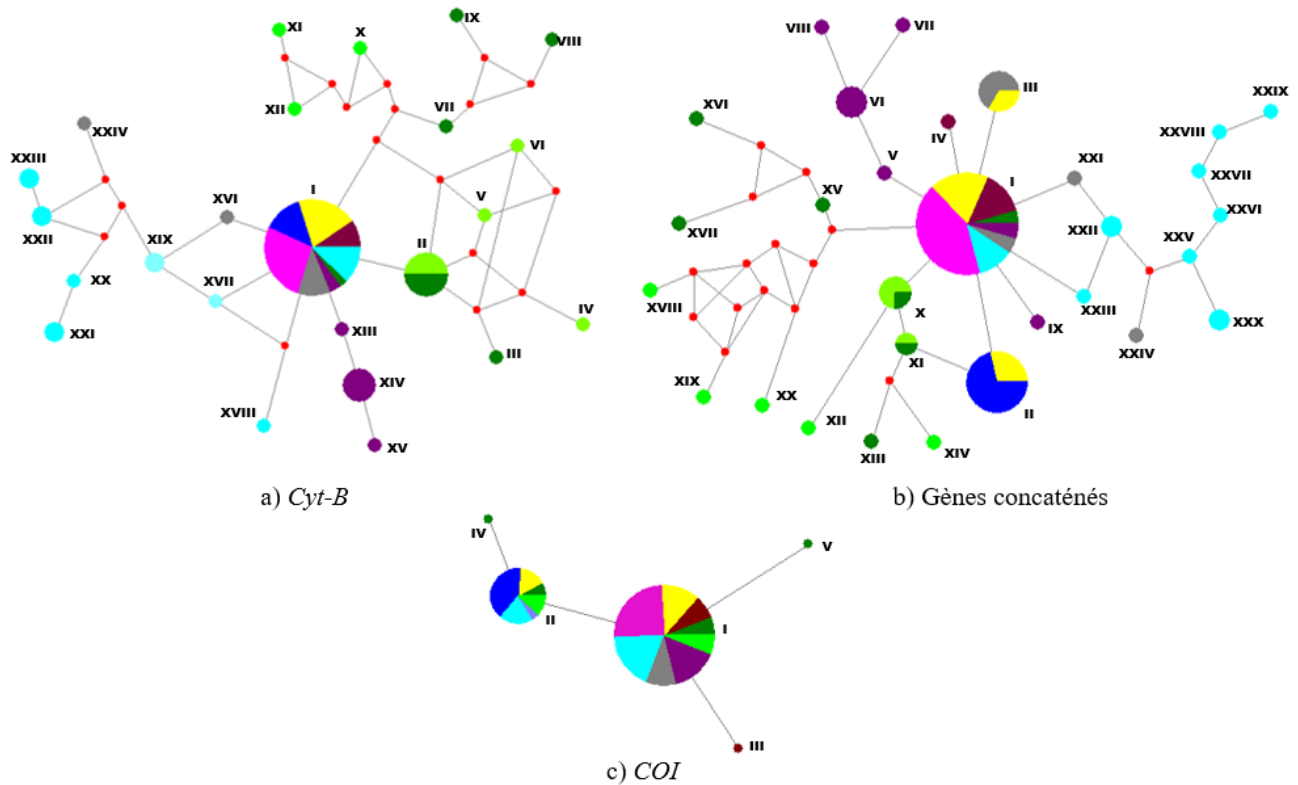 XI
X
IX
VIII
XII
VII
XXIV
VI
XXIII
XVI
I
V
XXII
XIX
II
XVII
XX
IV
XXI
XIII
III
XIV
XVIII
XV
a) Cyt-B
VIII
VII
III
XXIX
XVI
VI
IV
XXVIII
V
XXI
I
XXVII
XV
XXVI
XVII
XXII
XXV
XVIII
X
XXIII
IX
XXX
XI
XXIV
XIX
XX
XII
II
XIII
XIV
b) Gènes concaténés
IV
V
II
I
III
c) COI